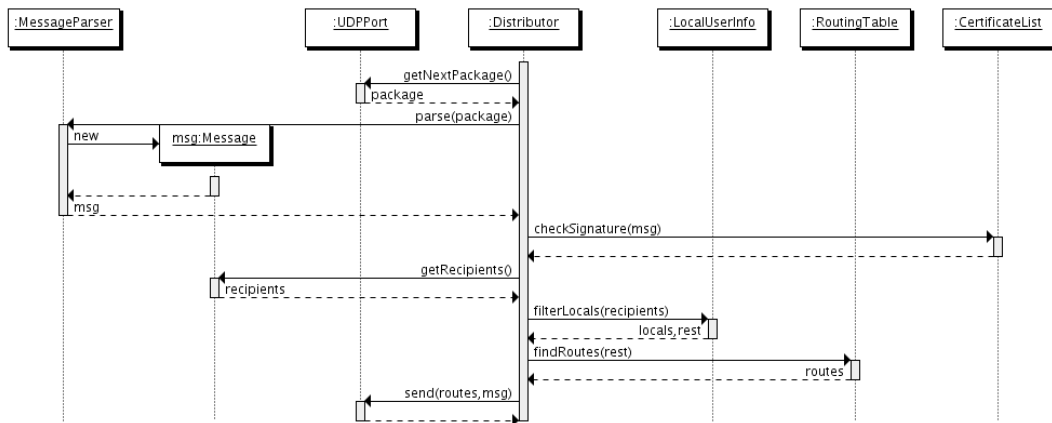 :MessageParser
:UDPPort
:Distributor
:LocalUserInfo
:RoutingTable
:CertificateList
getNextPackage()
package
parse(package)
new
msg:Message
msg
checkSignature(msg)
getRecipients()
recipients
filterLocals(recipients)
locals,rest
findRoutes(rest)
routes
send(routes,msg)